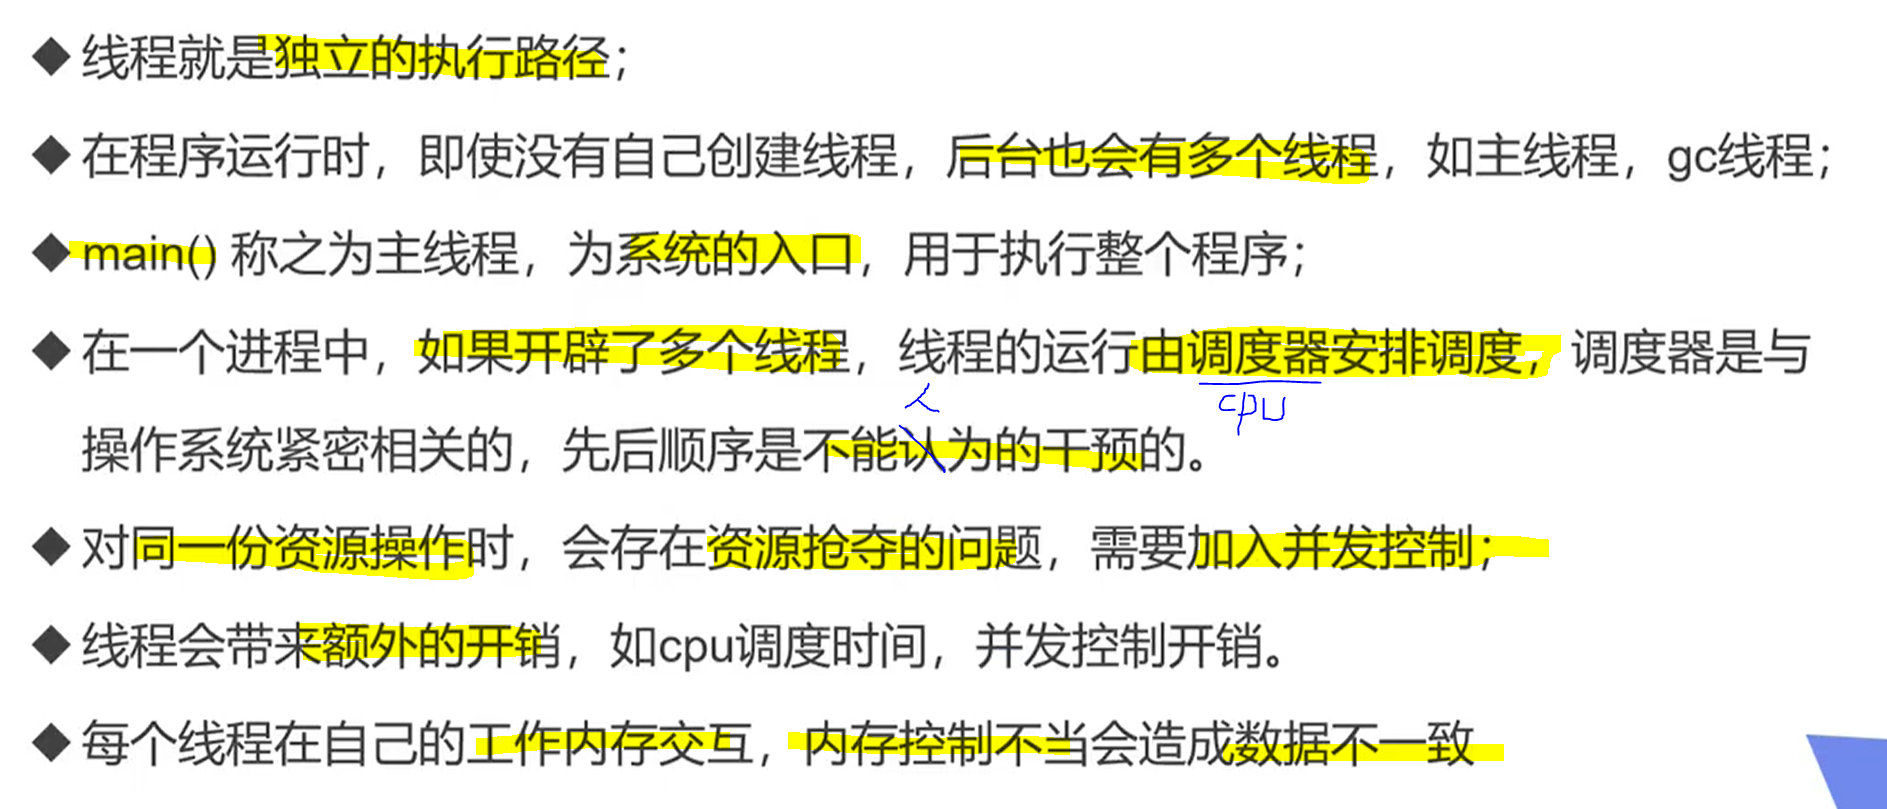 ◆ 线程就是独立的执行路径；
◆ 在程序运行时，即使没有自己创建线程，后台也会有多个线程，如主线程，gc线程；
◆ main() 称之为主线程，为系统的入口，用于执行整个程序；
◆ 在一个进程中，如果开辟了多个线程，线程的运行由调度器安排调度，调度器是与
人
cpu
操作系统紧密相关的，先后顺序是不能认为的干预的。
◆ 对同一份资源操作时，会存在资源抢夺的问题，需要加入并发控制；
◆ 线程会带来额外的开销，如cpu调度时间，并发控制开销。
◆ 每个线程在自己的工作内存交互，内存控制不当会造成数据不一致